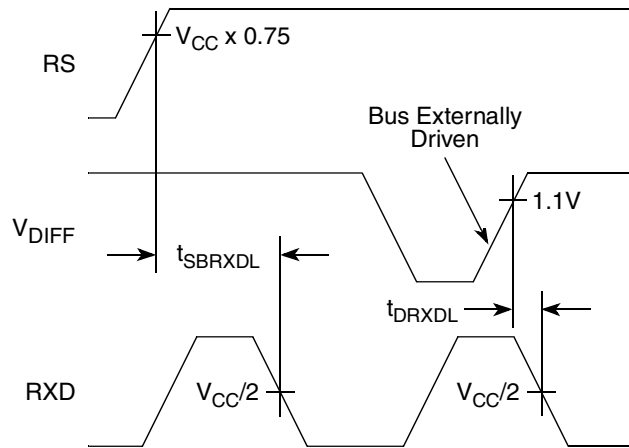 V_CC x 0.75
RS
Bus Externally
Driven
1.1V
V_DIFF
t_SBRXDL
t_DRXDL
RXD
V_CC/2
V_CC/2